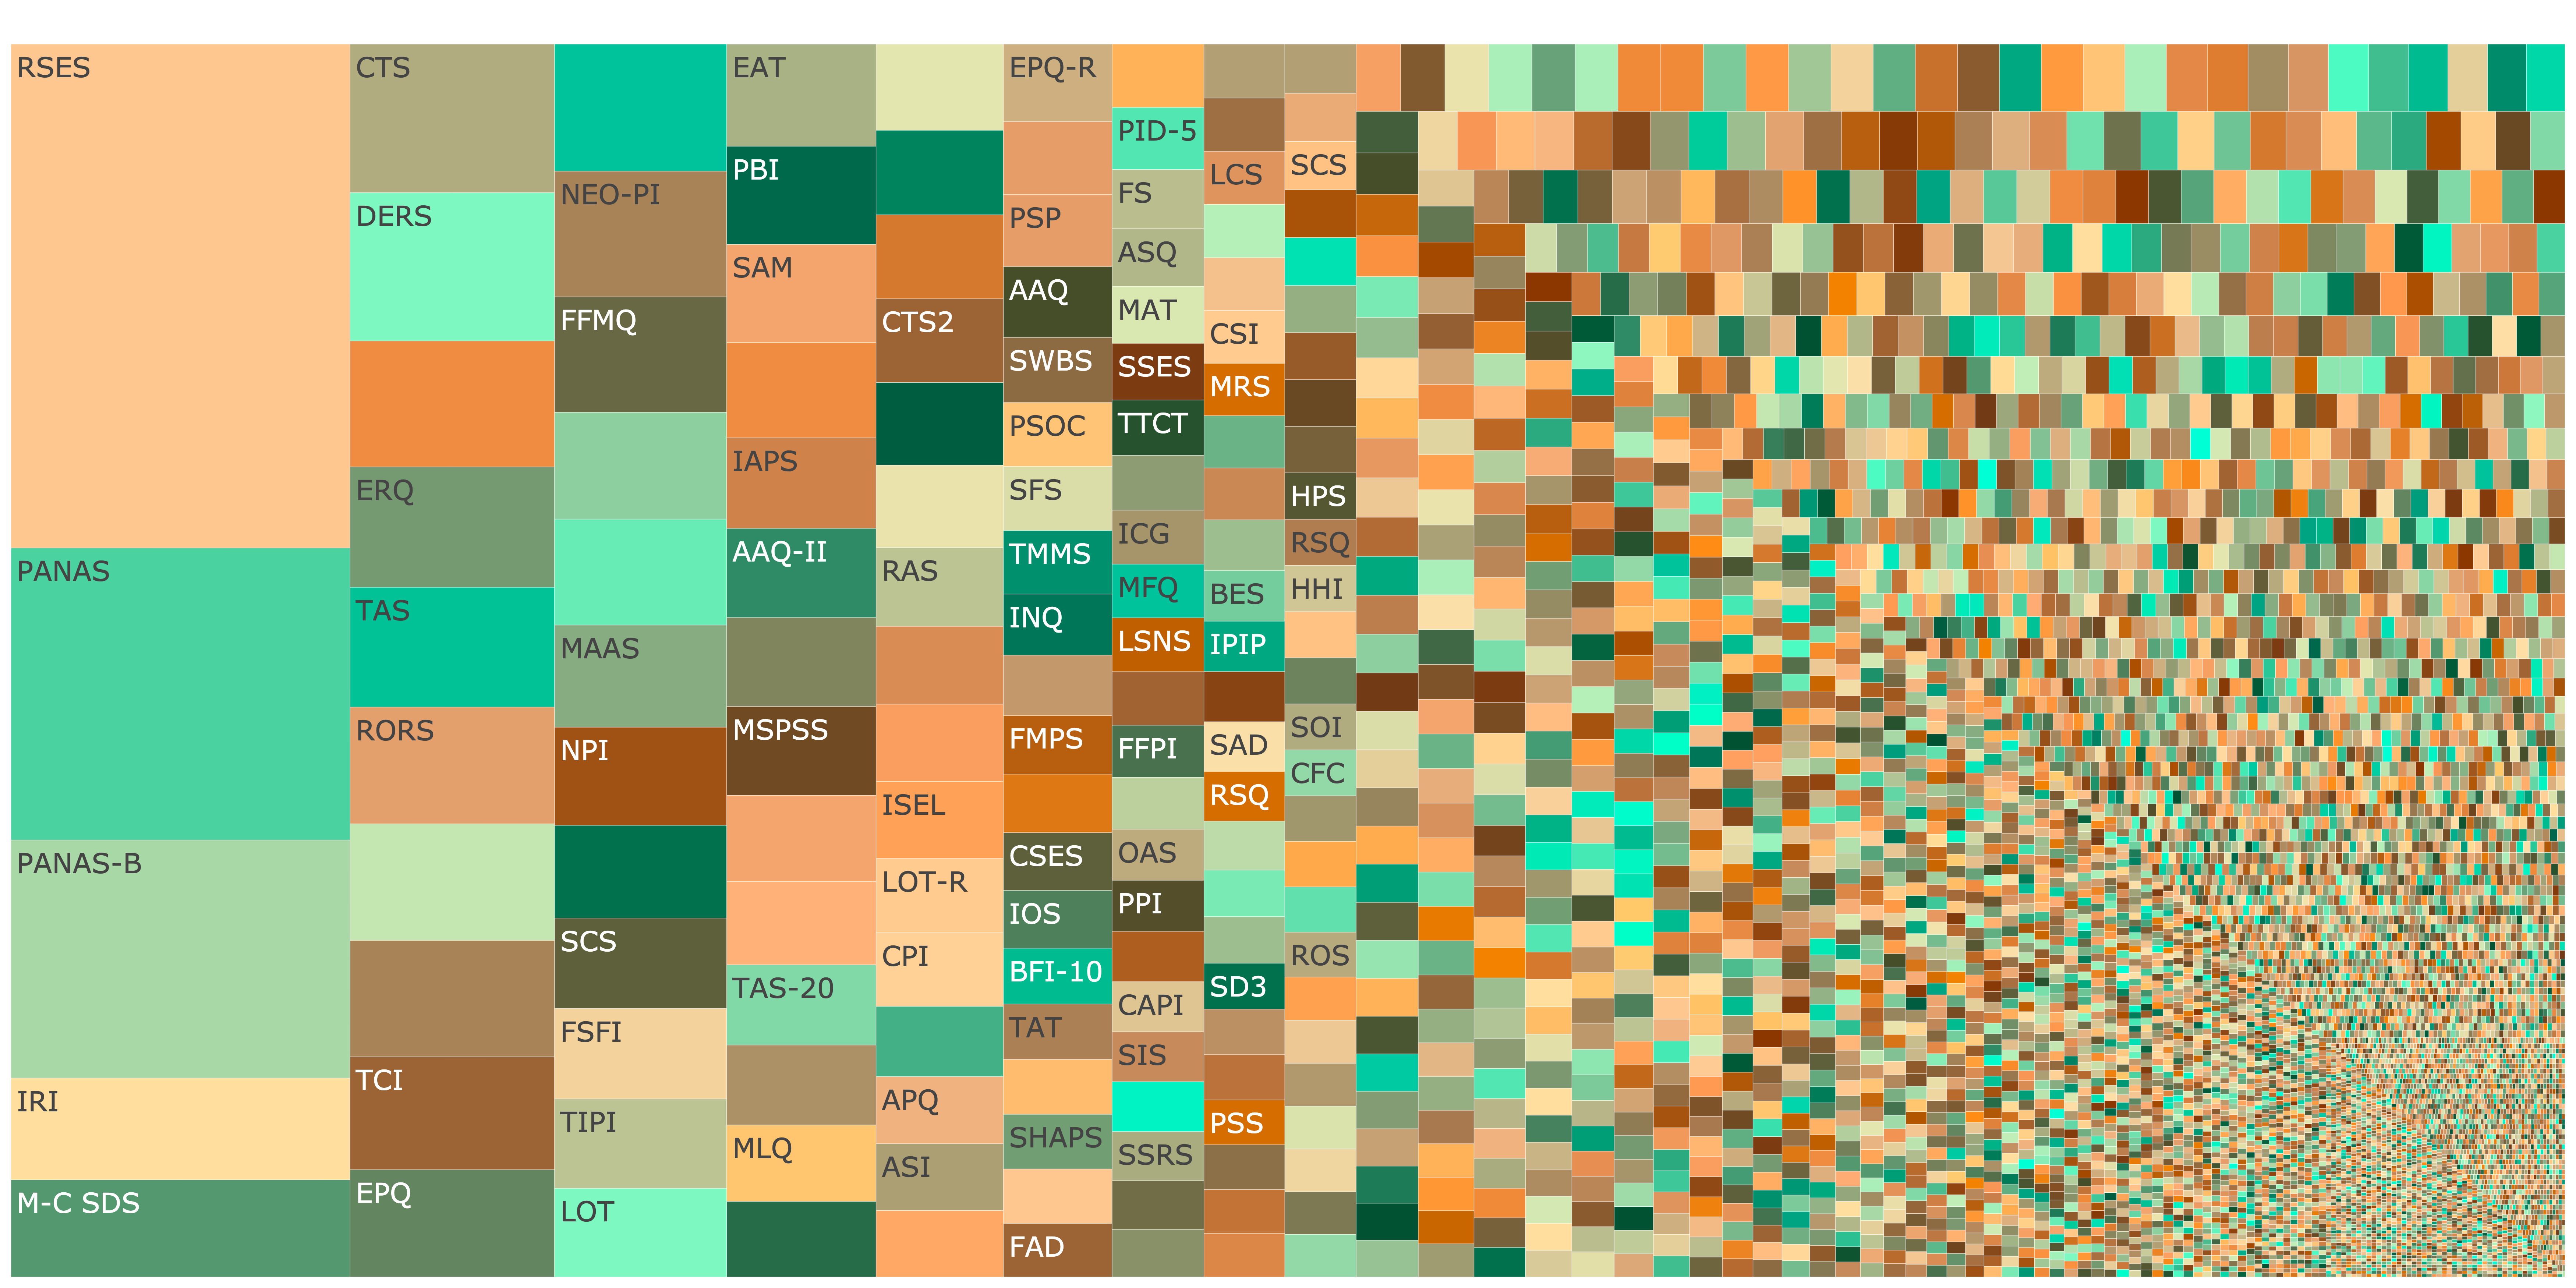 RSES
PANAS
PANAS-B
IRI
M-C SDS
CTS
DERS
ERQ
TAS
RORS
TCI
EPQ
NEO-PI
FFMQ
MAAS
NPI
SCS
FSFI
TIPI
LOT
EAT
PBI
SAM
IAPS
AAQ-II
MSPSS
TAS-20
MLQ
CTS2
RAS
ISEL
LOT-R
CPI
APQ
ASI
EPQ-R
PSP
AAQ
SWBS
PSOC
SFS
TMMS
INQ
FMPS
CSES
IOS
BFI-10
TAT
SHAPS
FAD
PID-5
FS
ASQ
MAT
SSES
TTCT
ICG
MFQ
LSNS
FFPI
OAS
PPI
CAPI
SIS
SSRS
LCS
CSI
MRS
BES
IPIP
SAD
RSQ
SD3
PSS
SCS
HPS
RSQ
HHI
SOI
CFC
ROS